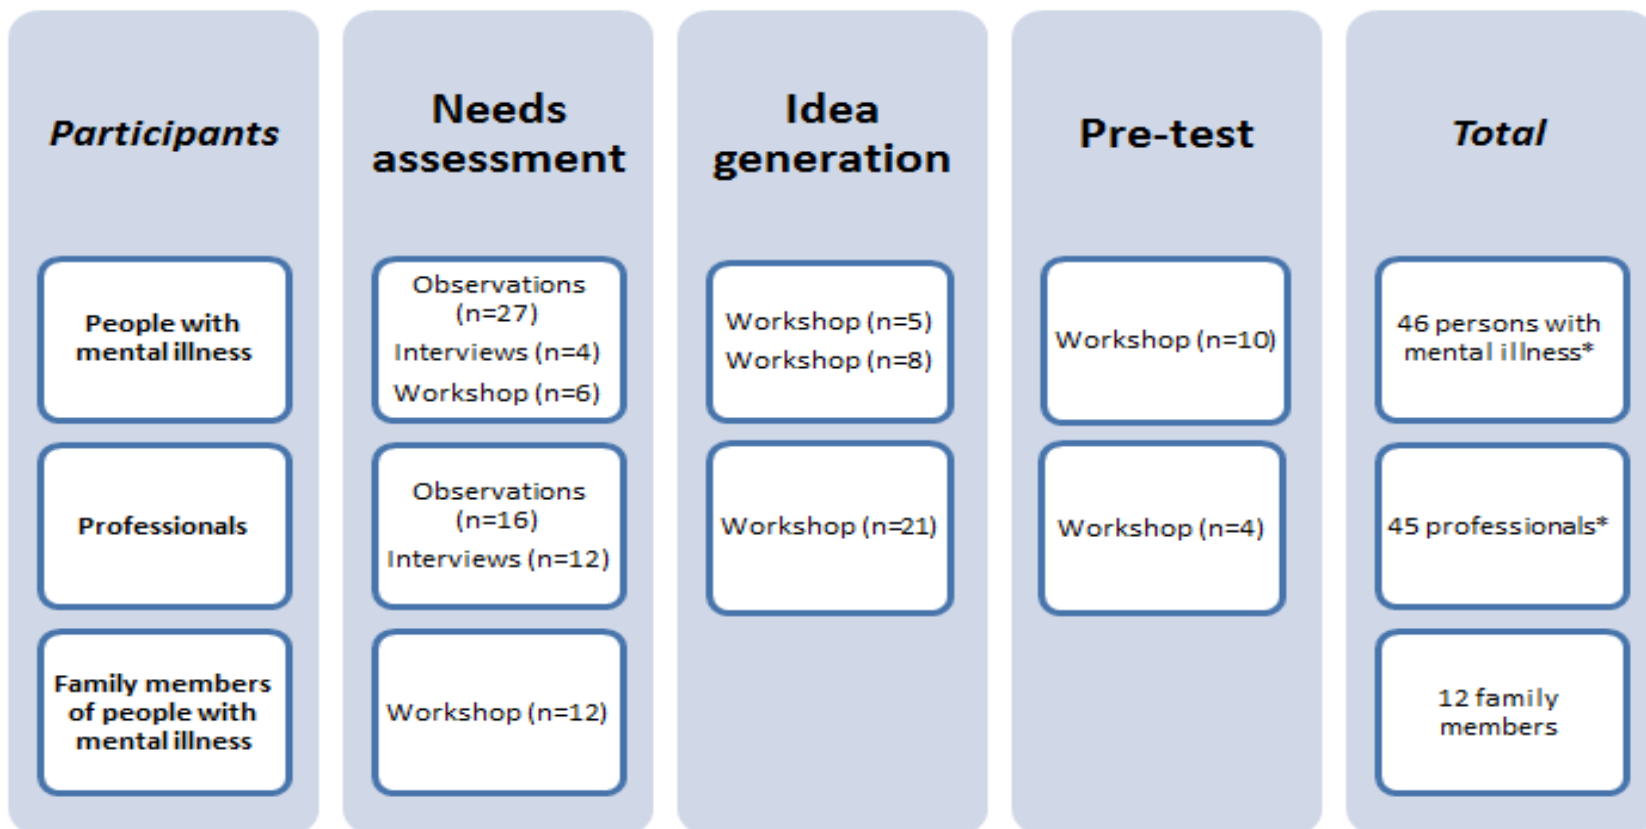 Participants
Needs
assessment
Idea
generation
Pre-test
Total
People with
mental illness
Observations
(n=27)
Interviews (n=4)
Workshop (n=6)
Workshop (n=5)
Workshop (n=8)
Workshop (n=10)
46 persons with
mental illness*
Professionals
Observations
(n=16)
Interviews (n=12)
Workshop (n=21)
Workshop (n=4)
45 professionals*
Family members
of people with
mental illness
Workshop (n=12)
12 family
members